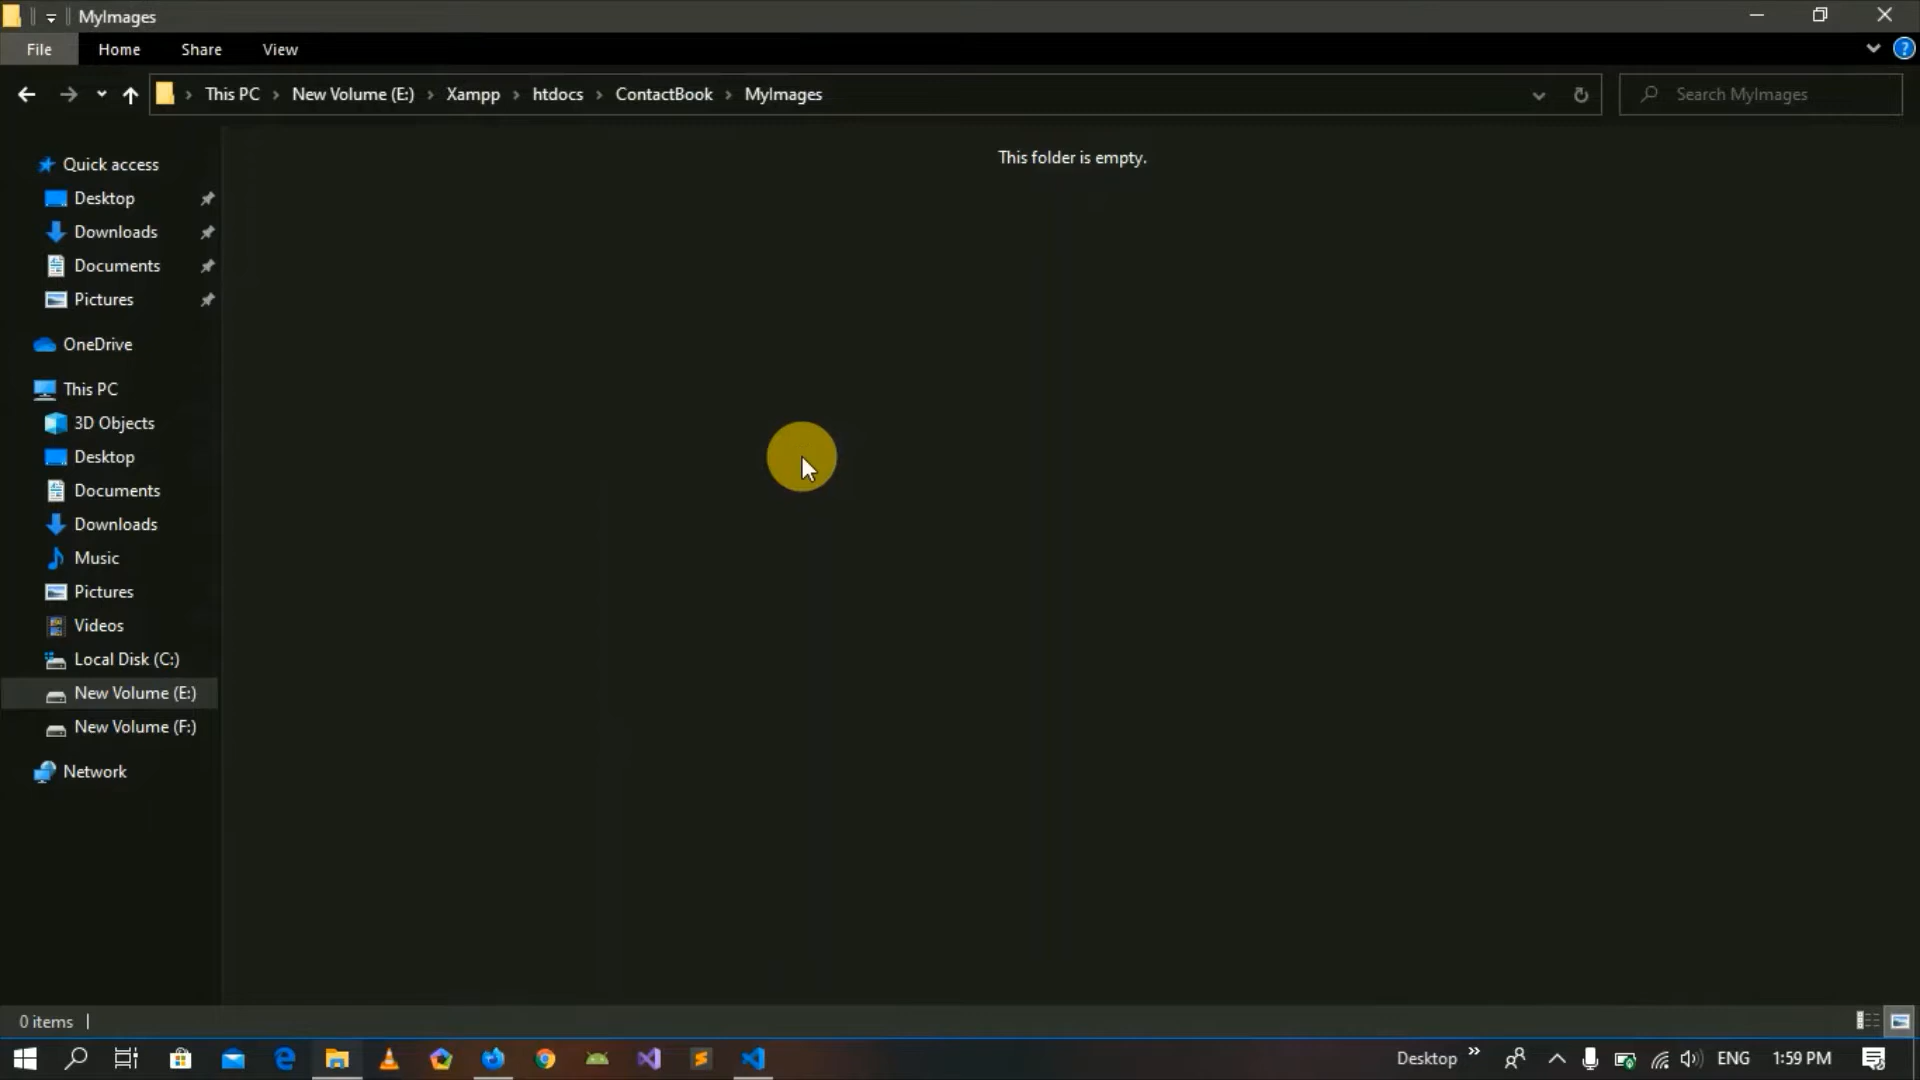 MyImages
File Home Share View
This PC New Volume (E:) Xampp htdocs ContactBook MyImages Search MyImages
This folder is empty.
Quick access
Desktop
Downloads
Documents
Pictures
OneDrive
This PC
3D Objects
Desktop
Documents
Downloads
Music
Pictures
Videos
Local Disk (C:)
New Volume (E:)
New Volume (F:)
Network
0 items
Desktop ENG 1:59 PM